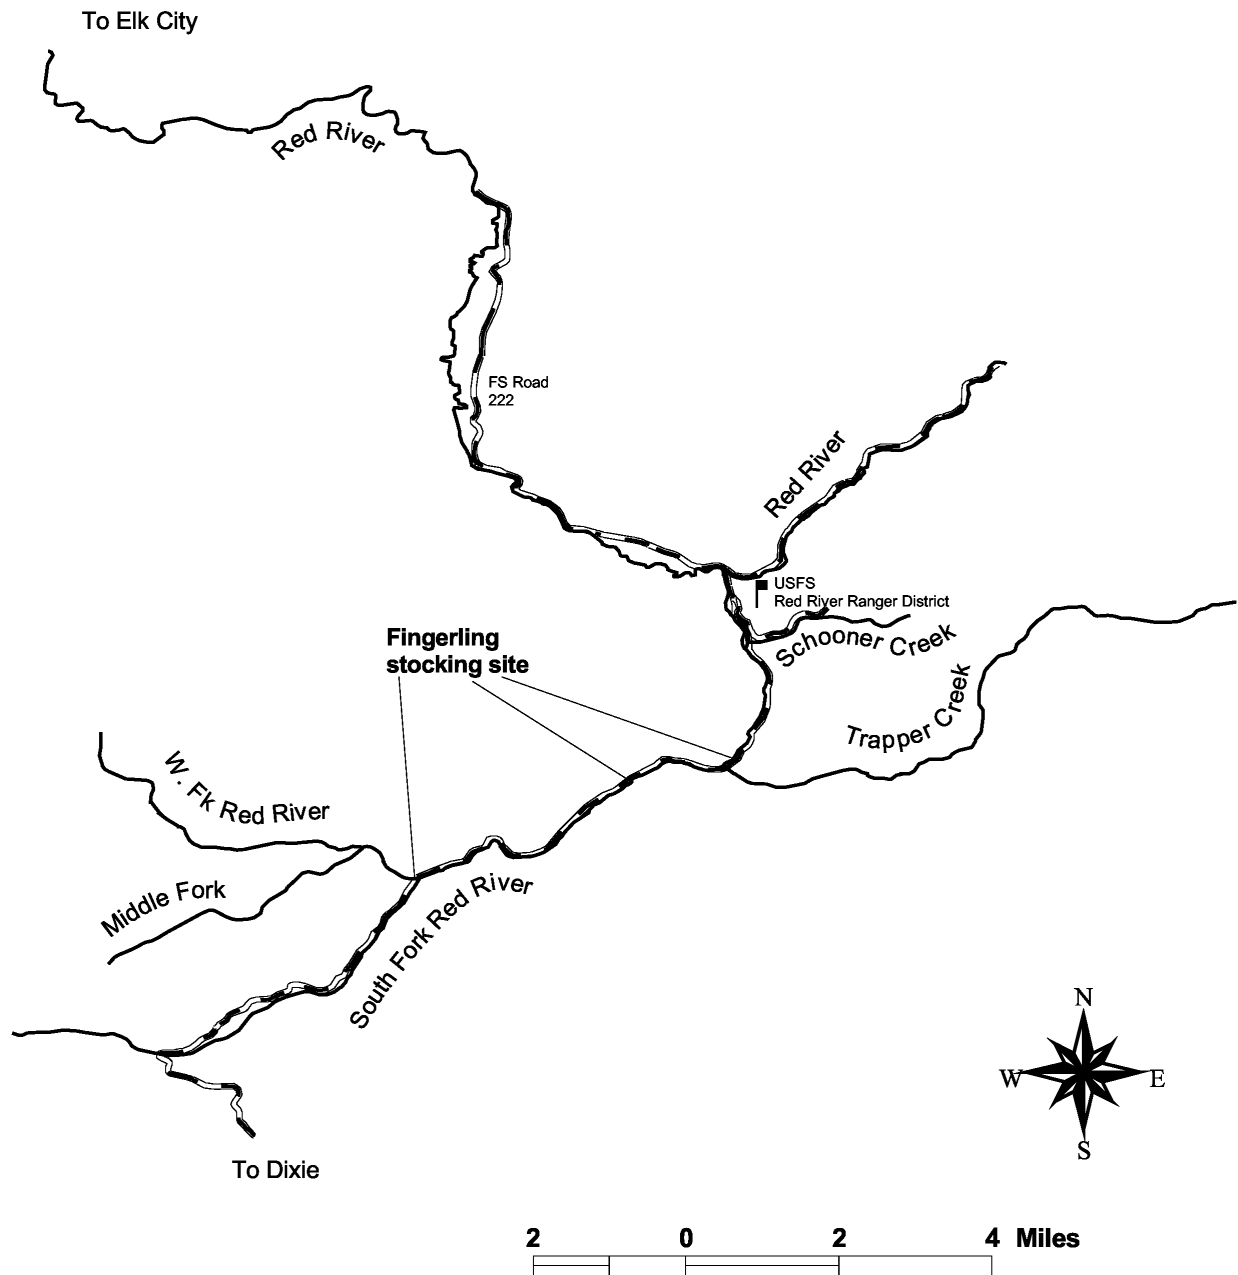 To Elk City
Red River
FS Road
222
Red River
USFS
Red River Ranger District
Schooner Creek
Fingerling
stocking site
Trapper Creek
W. Fk Red River
Middle Fork
South Fork Red River
N
W
E
S
To Dixie
2 0 2 4 Miles